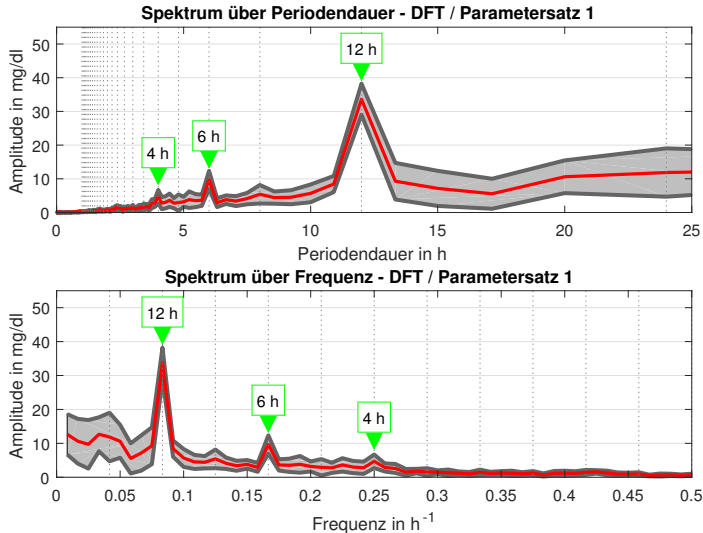 Spektrum über Periodendauer - DFT / Parametersatz 1
Amplitude in mg/dl
50
40
30
20
10
0
12 h
6 h
4 h
0 5 10 15 20 25
Periodendauer in h
Spektrum über Frequenz - DFT / Parametersatz 1
Amplitude in mg/dl
50
40
30
20
10
0
12 h
6 h
4 h
0 0.05 0.1 0.15 0.2 0.25 0.3 0.35 0.4 0.45 0.5
Frequenz in h⁻¹